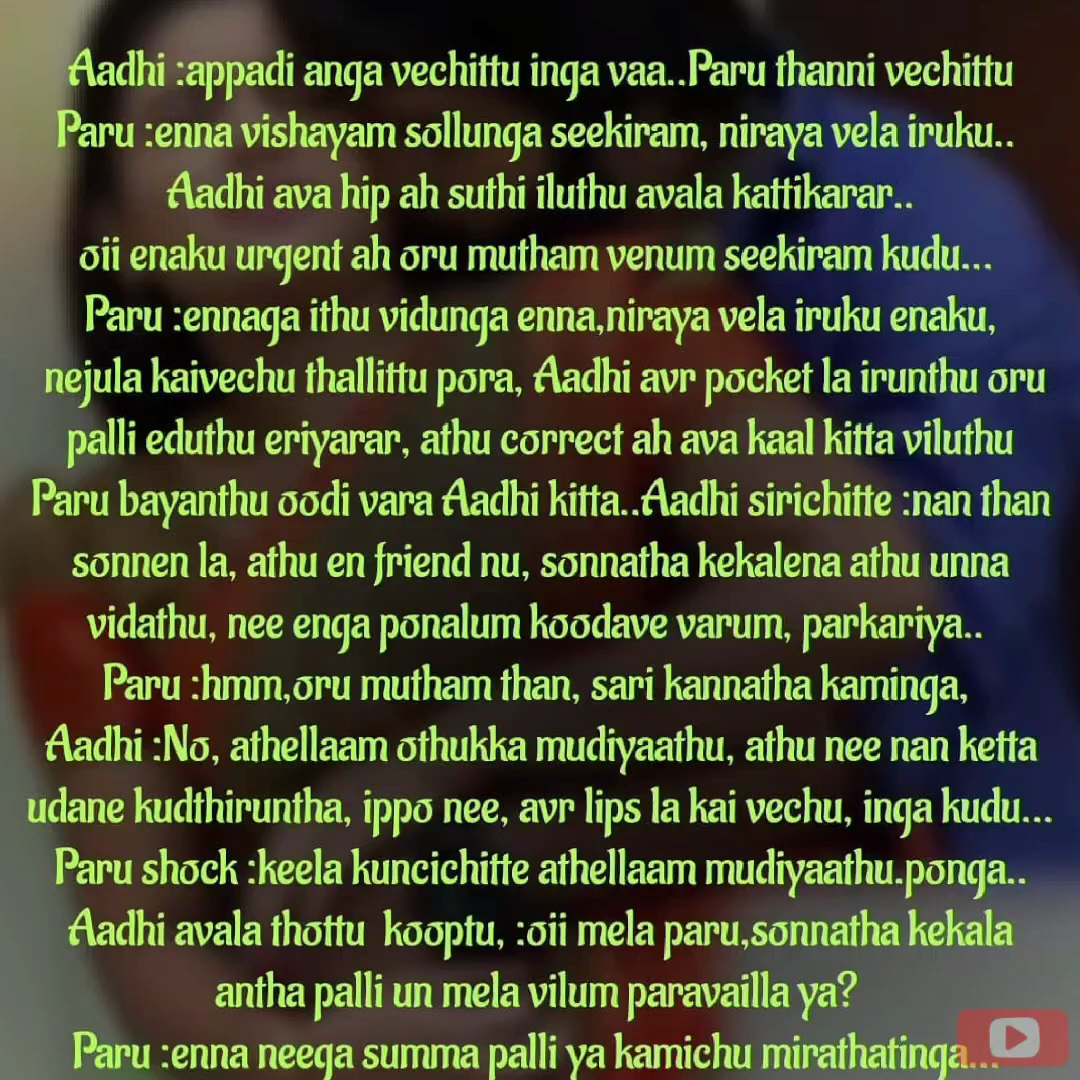 Aadhi :appadi anga vechittu inga vaa..Paru thanni vechittu
Paru :enna vishayam sollunga seekiram, niraya vela iruku..
Aadhi ava hip ah suthi iluthu avala kattikarar..
oii enaku urgent ah oru mutham venum seekiram kudu...
Paru :ennaga ithu vidunga enna,niraya vela iruku enaku,
nejula kaivechu thallittu pora, Aadhi avr pocket la irunthu oru
palli eduthu eriyarar, athu correct ah ava kaal kitta viluthu
Paru bayanthu oodi vara Aadhi kitta..Aadhi sirichitte :nan than
sonnen la, athu en friend nu, sonnatha kekalena athu unna
vidathu, nee enga ponalum koodave varum, parkariya..
Paru :hmm,oru mutham than, sari kannatha kaminga,
Aadhi :No, athellaam othukka mudiyaathu, athu nee nan ketta
udane kudthiruntha, ippo nee, avr lips la kai vechu, inga kudu...
Paru shock :keela kuncichitte athellaam mudiyaathu.ponga..
Aadhi avala thottu kooptu, :oii mela paru,sonnatha kekala
antha palli un mela vilum paravailla ya?
Paru :enna neega summa palli ya kamichu mirathatinga...